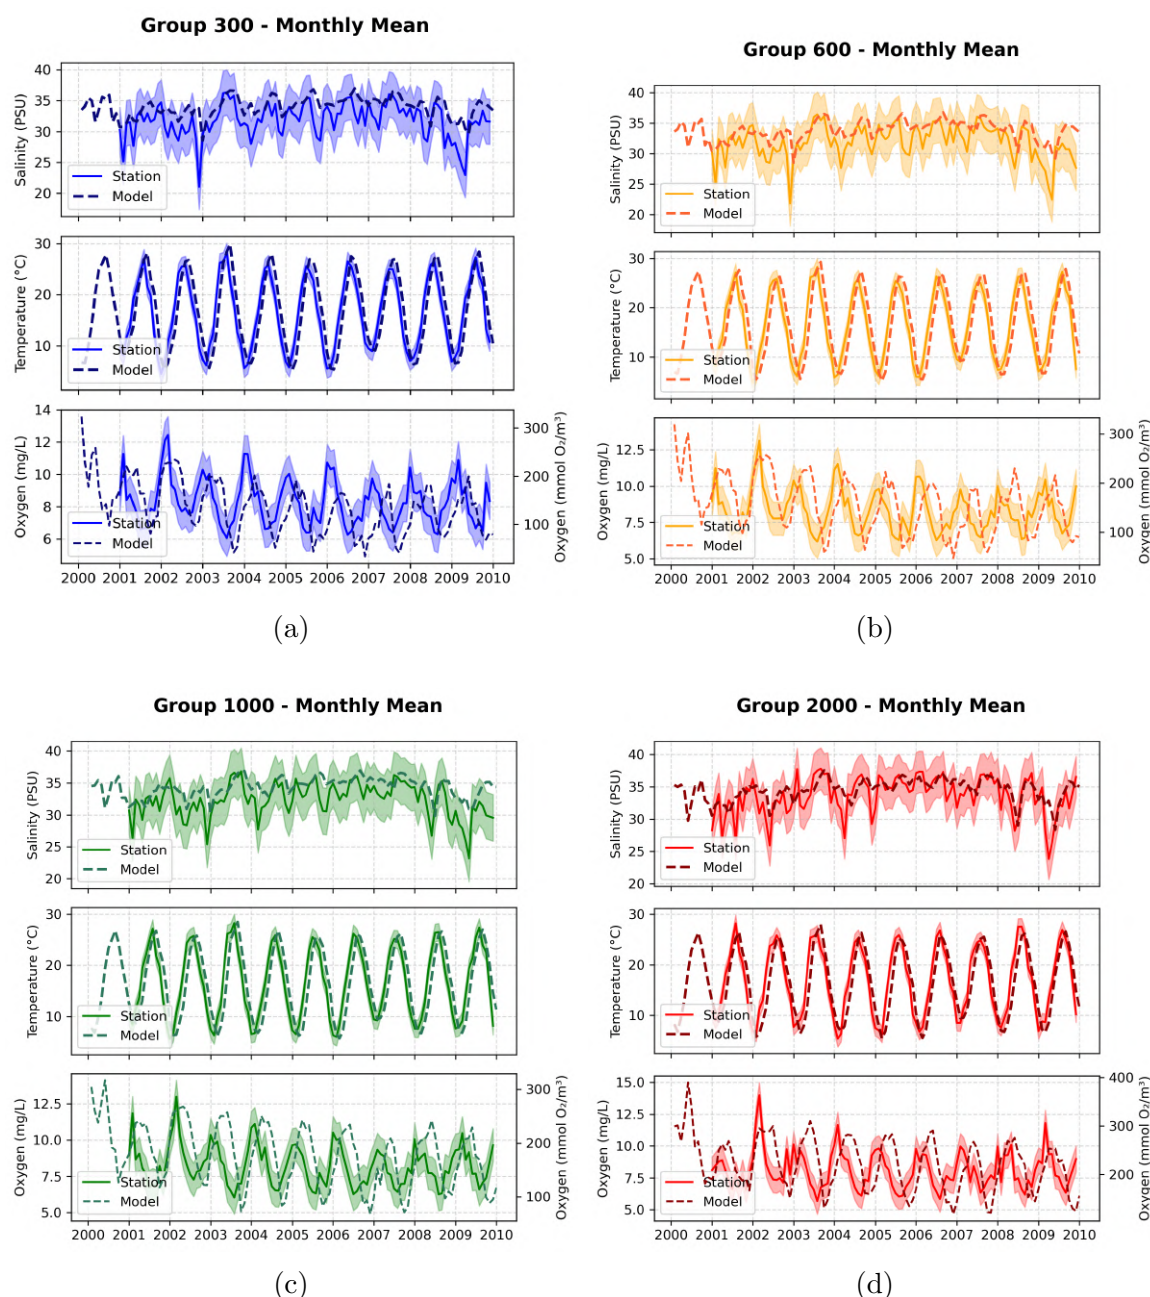 Group 300 - Monthly Mean
Salinity (PSU)
40
35
30
25
20
Station
Model
Temperature (°C)
30
20
10
Station
Model
Oxygen (mg/L)
14
12
10
8
6
Station
Model
300
200
100
Oxygen (mmol O₂/m³)
2000 2001 2002 2003 2004 2005 2006 2007 2008 2009 2010
(a)
Group 600 - Monthly Mean
Salinity (PSU)
40
35
30
25
20
Station
Model
Temperature (°C)
30
20
10
Station
Model
Oxygen (mg/L)
12.5
10.0
7.5
5.0
Station
Model
300
200
100
Oxygen (mmol O₂/m³)
2000 2001 2002 2003 2004 2005 2006 2007 2008 2009 2010
(b)
Group 1000 - Monthly Mean
Salinity (PSU)
40
35
30
25
20
Station
Model
Temperature (°C)
30
20
10
Station
Model
Oxygen (mg/L)
12.5
10.0
7.5
5.0
Station
Model
300
200
100
Oxygen (mmol O₂/m³)
2000 2001 2002 2003 2004 2005 2006 2007 2008 2009 2010
(c)
Group 2000 - Monthly Mean
Salinity (PSU)
40
35
30
25
20
Station
Model
Temperature (°C)
30
20
10
Station
Model
Oxygen (mg/L)
15.0
12.5
10.0
7.5
5.0
Station
Model
400
300
200
Oxygen (mmol O₂/m³)
2000 2001 2002 2003 2004 2005 2006 2007 2008 2009 2010
(d)